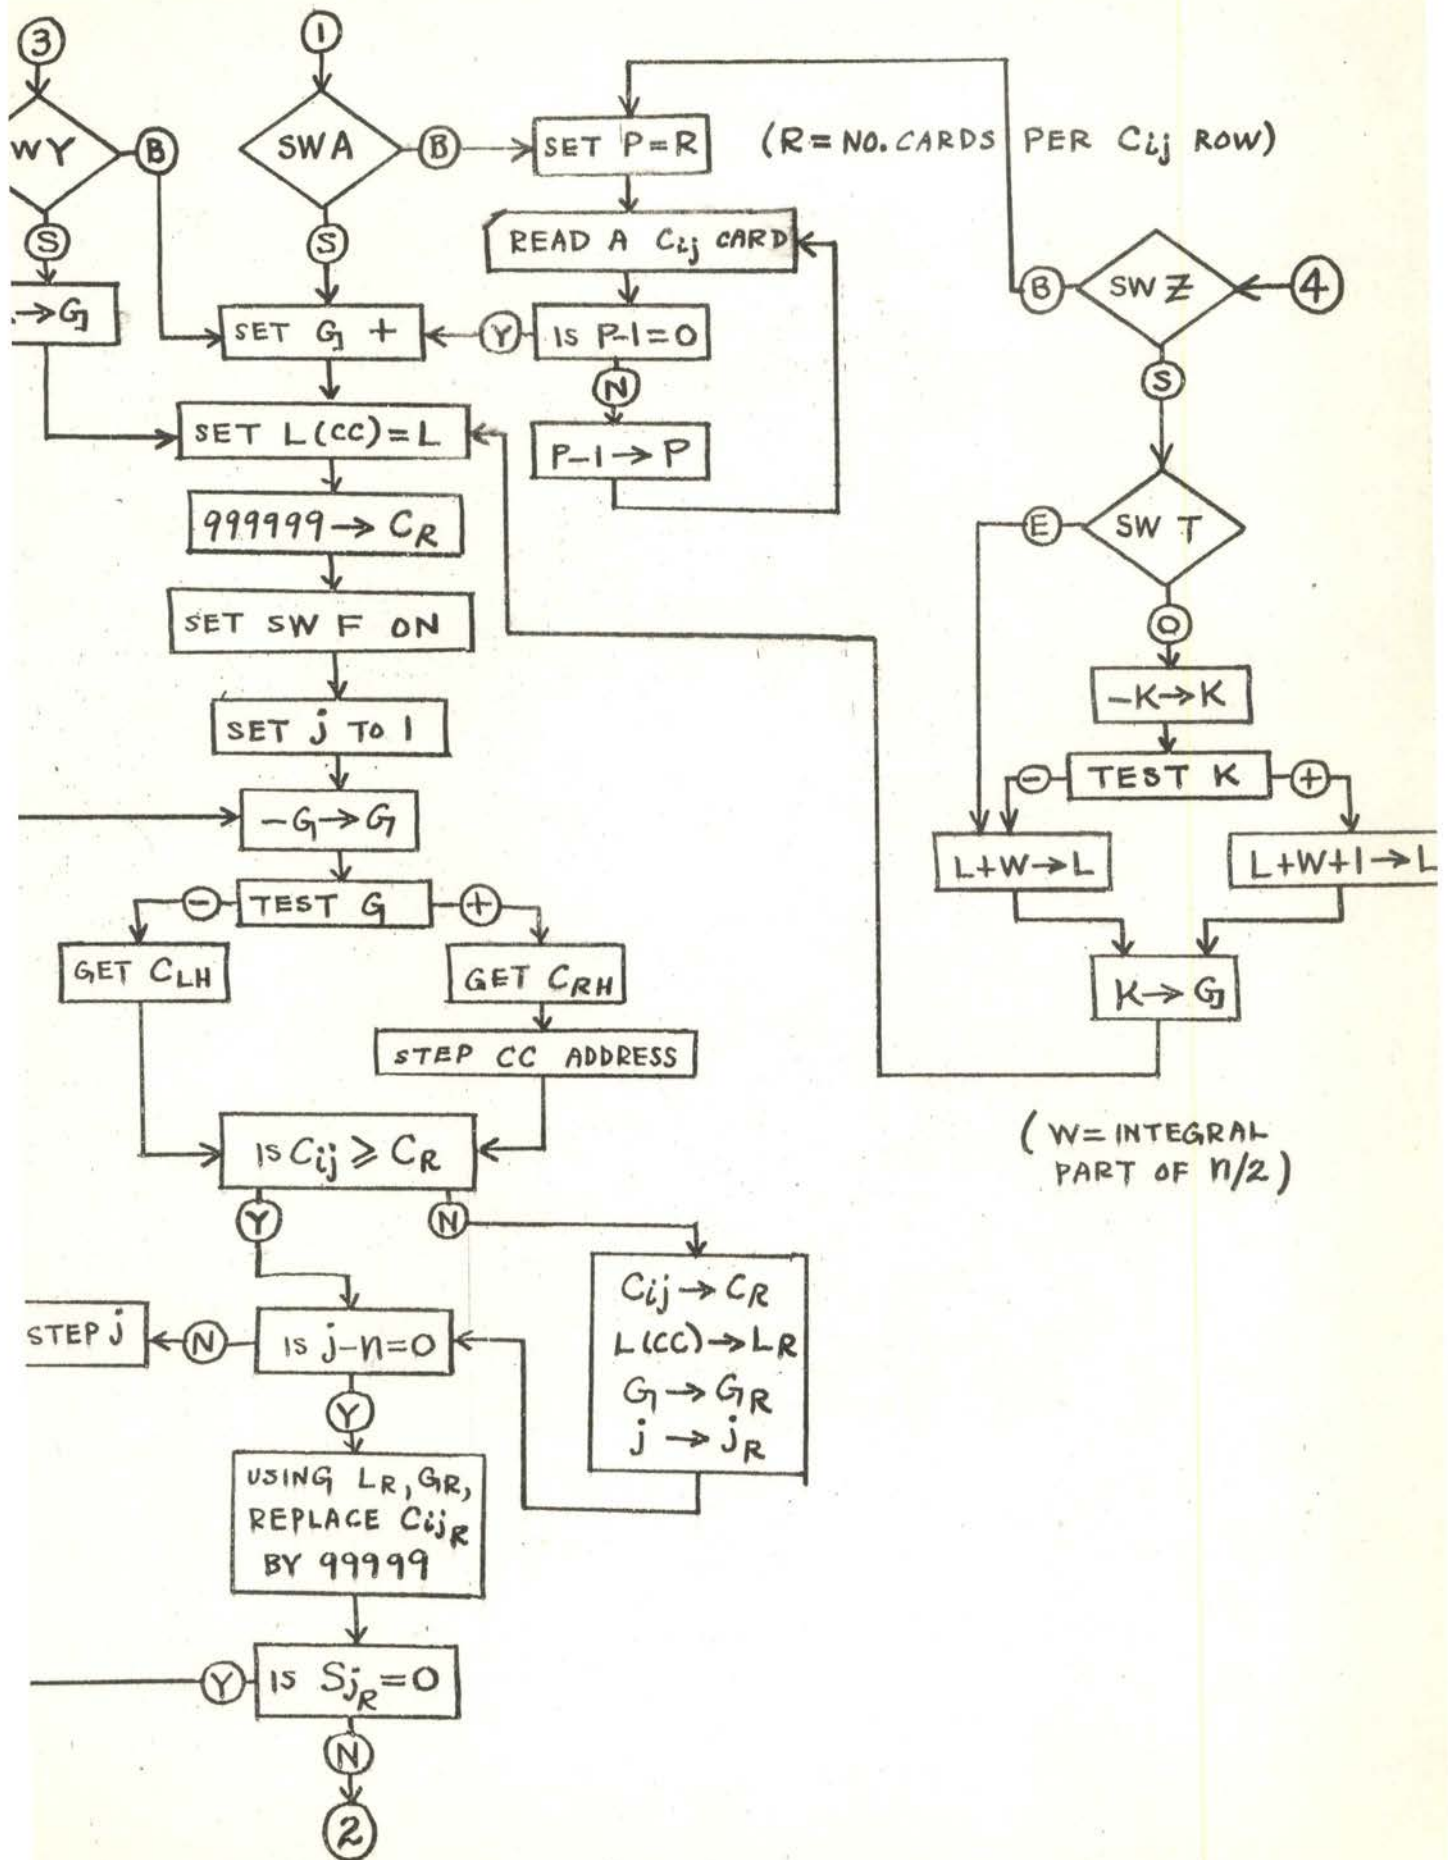 3
1
WY
B
SWA
B
SET P=R
(R=NO. CARDS PER Cij ROW)
S
S
READ A Cij CARD
→G
SET G +
Y
IS P-1=0
B
SW Z
4
N
S
SET L(CC)=L
P-1→P
999999→CR
E
SW T
SET SW F ON
O
-K→K
SET j TO 1
-
TEST K
+
-G→G
L+W→L
L+W+1→L
-
TEST G
+
GET CLH
GET CRH
K→G
STEP CC ADDRESS
IS Cij ≥ CR
(W=INTEGRAL
PART OF n/2)
Y
N
Cij→CR
L(CC)→LR
G→GR
j→jR
STEP j
N
IS j-n=0
Y
USING LR, GR,
REPLACE CijR
BY 99999
Y
IS SjR=0
N
2